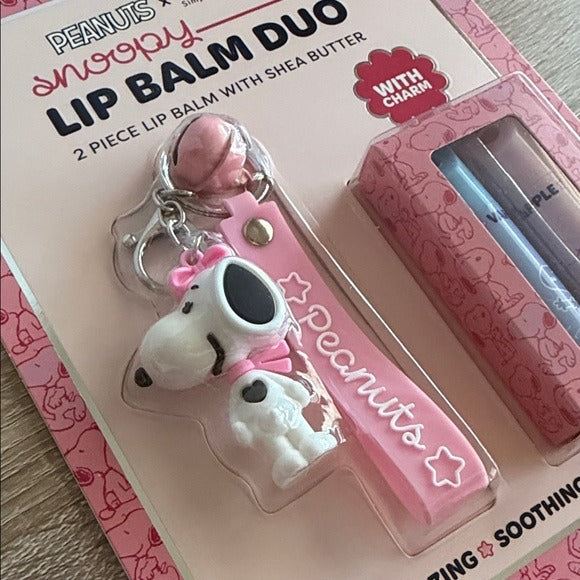 PEANUTS x
snoopy
LIP BALM DUO
2 PIECE LIP BALM WITH SHEA BUTTER
WITH
CHARM
Peanuts
SOOTHING